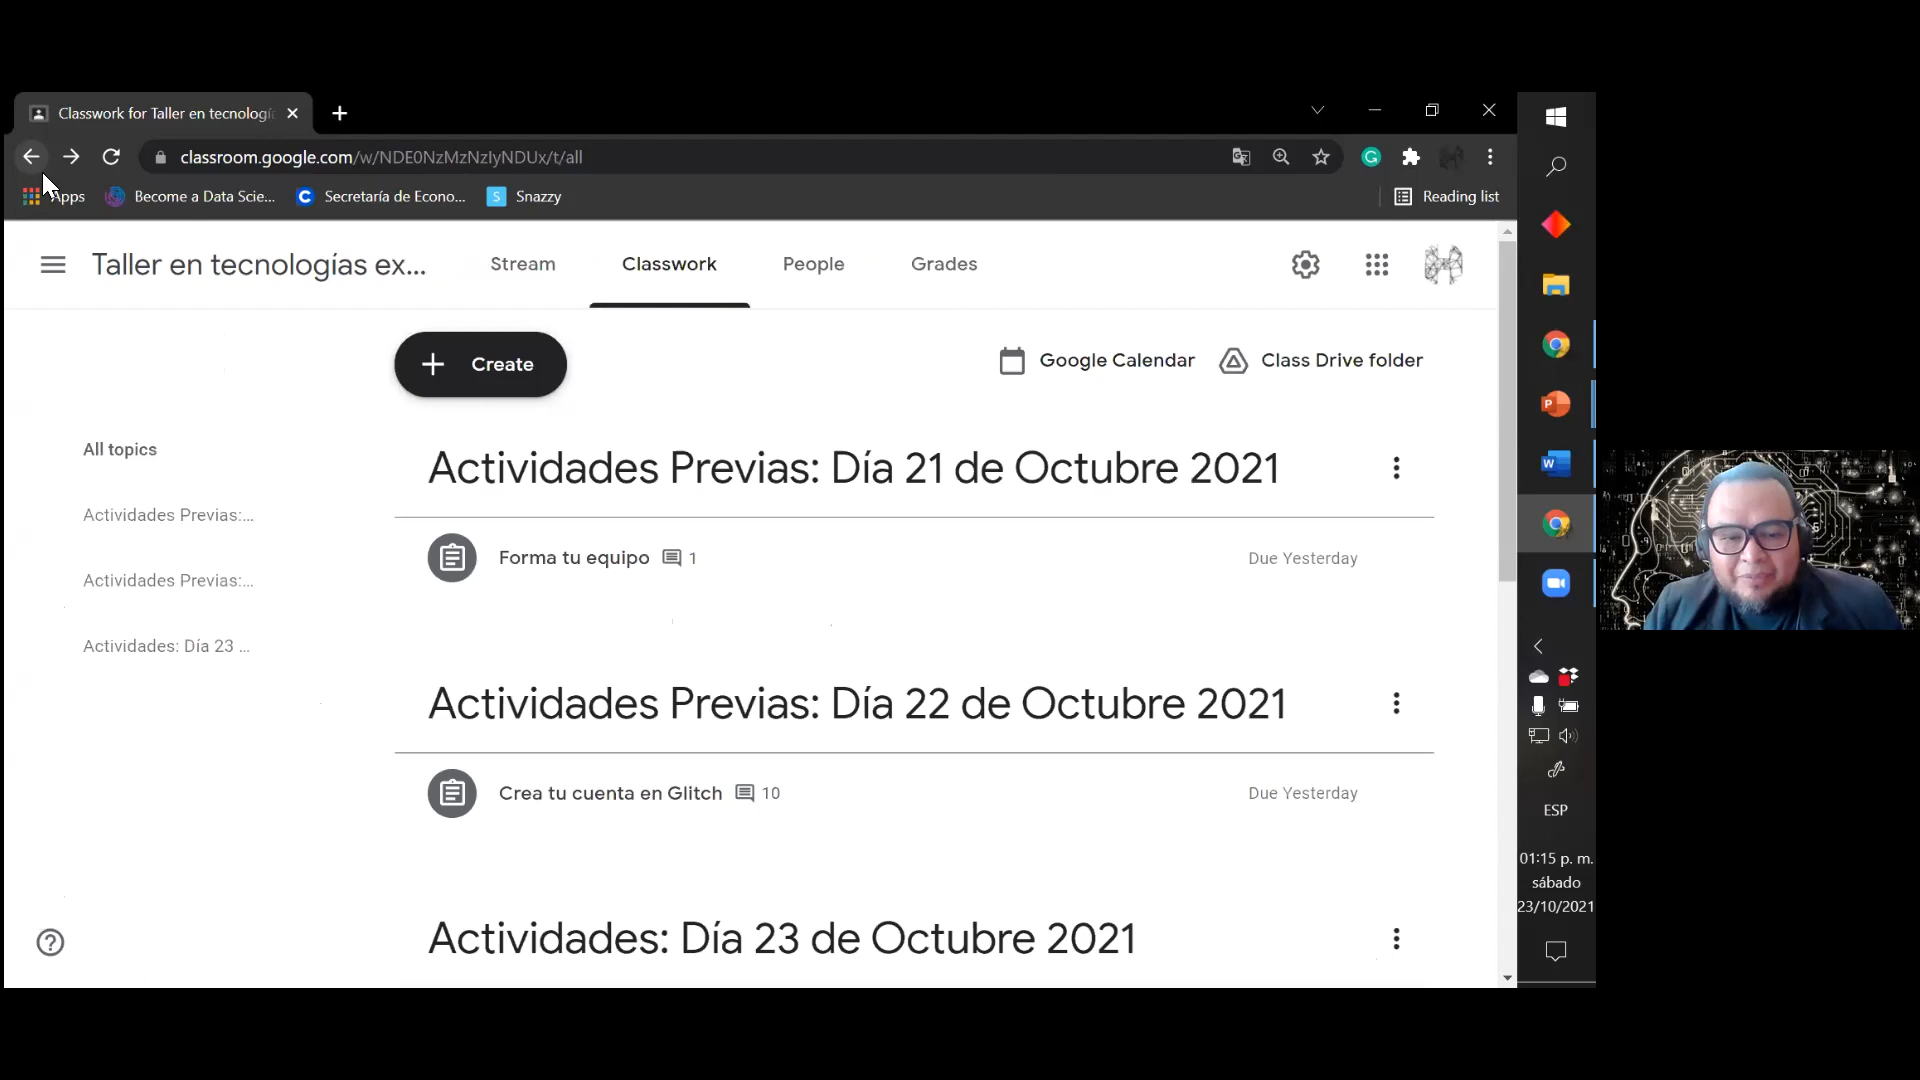 Classwork for Taller en tecnologí
classroom.google.com/w/NDE0NzMzNzIyNDUx/t/all
Apps
Become a Data Scie...
Secretaría de Econo...
Snazzy
Reading list
Taller en tecnologías ex...
Stream
Classwork
People
Grades
Create
Google Calendar
Class Drive folder
All topics
Actividades Previas:...
Actividades Previas:...
Actividades: Día 23 ...
Actividades Previas: Día 21 de Octubre 2021
Forma tu equipo 1
Due Yesterday
Actividades Previas: Día 22 de Octubre 2021
Crea tu cuenta en Glitch 10
Due Yesterday
Actividades: Día 23 de Octubre 2021
ESP
01:15 p. m.
sábado
23/10/2021